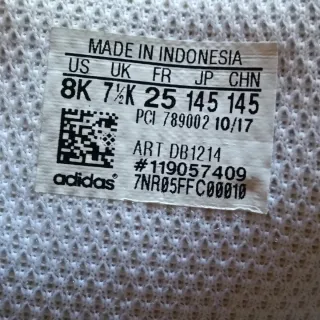 MADE IN INDONESIA
US UK FR JP CHN
8K 7½K 25 145 145
PCI 789002 10/17
ART DB1214
#119057409
adidas® 7NR05FFC00010